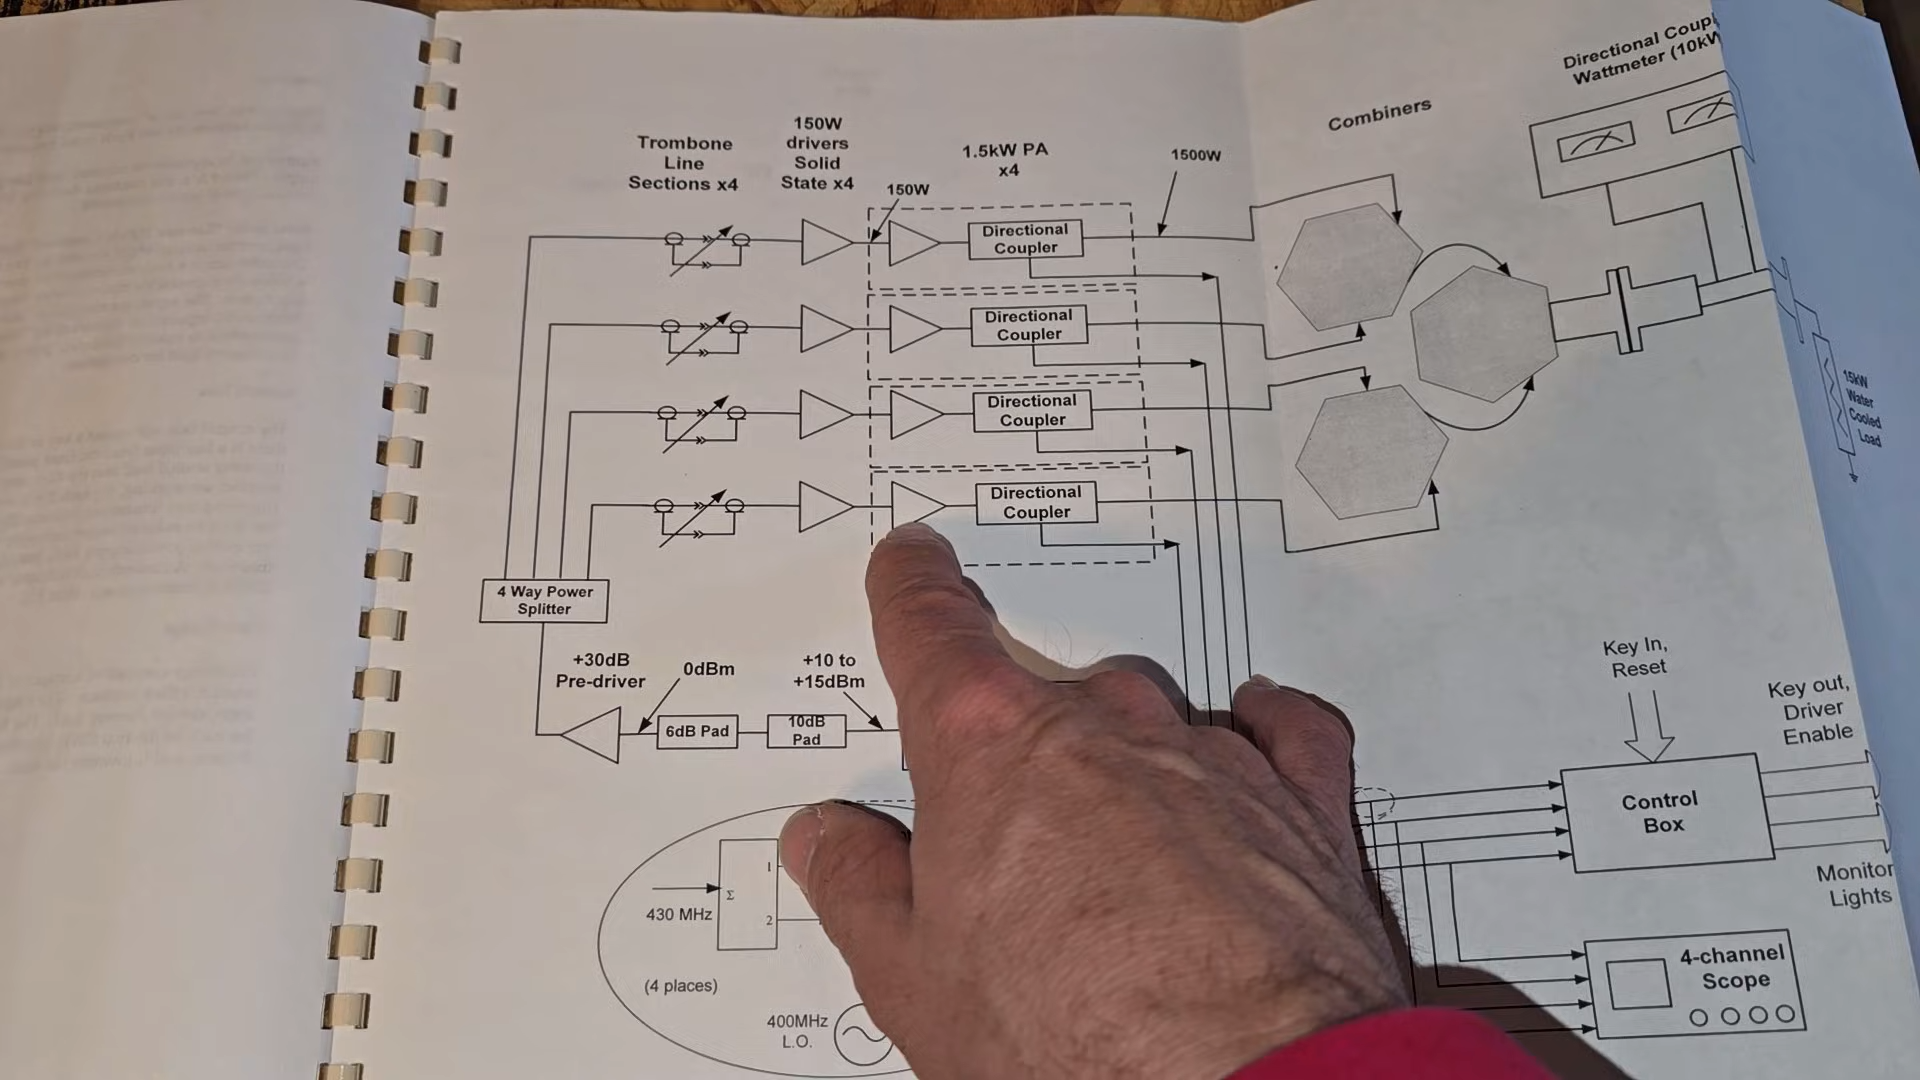 Directional Coupl
Wattmeter (10kW
Combiners
150W
drivers
Solid
State x4
Trombone
Line
Sections x4
1.5kW PA
x4
1500W
150W
Directional
Coupler
Directional
Coupler
Directional
Coupler
Directional
Coupler
15kW
Water
Cooled
Load
4 Way Power
Splitter
+30dB
Pre-driver
0dBm
+10 to
+15dBm
6dB Pad
10dB
Pad
Key In,
Reset
Key out,
Driver
Enable
Control
Box
Monitor
Lights
1
Σ
430 MHz
2
(4 places)
400MHz
L.O.
4-channel
Scope